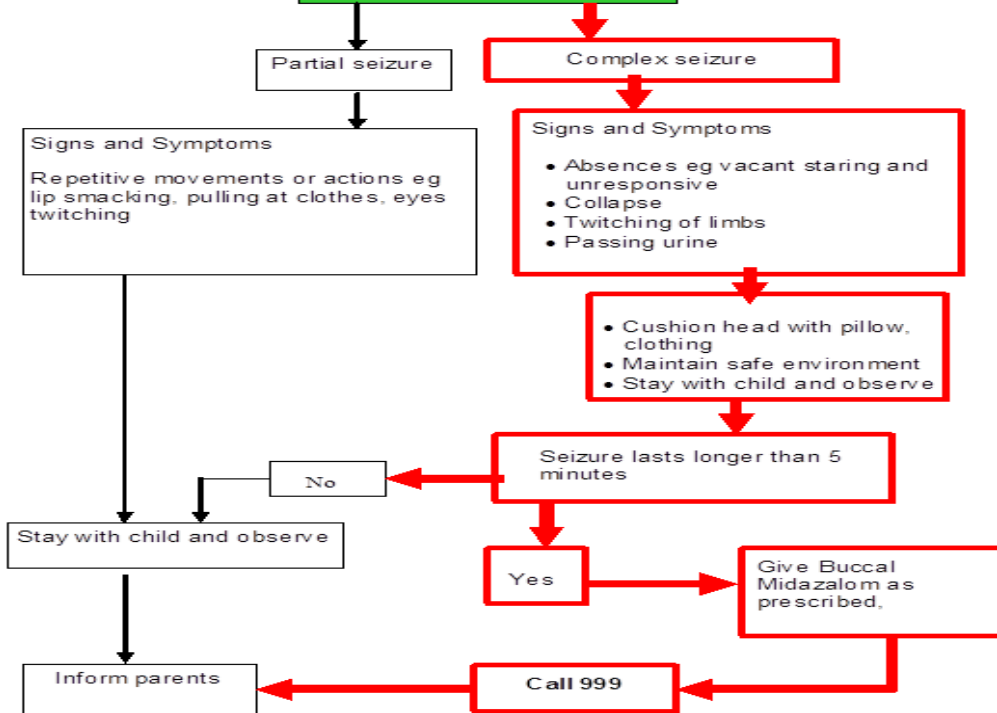 Partial seizure
Complex seizure
Signs and Symptoms
Repetitive movements or actions eg
lip smacking, pulling at clothes, eyes
twitching
Signs and Symptoms
• Absences eg vacant staring and
unresponsive
• Collapse
• Twitching of limbs
• Passing urine
• Cushion head with pillow,
clothing
• Maintain safe environment
• Stay with child and observe
Seizure lasts longer than 5
minutes
No
Stay with child and observe
Yes
Give Buccal
Midazalom as
prescribed,
Inform parents
Call 999